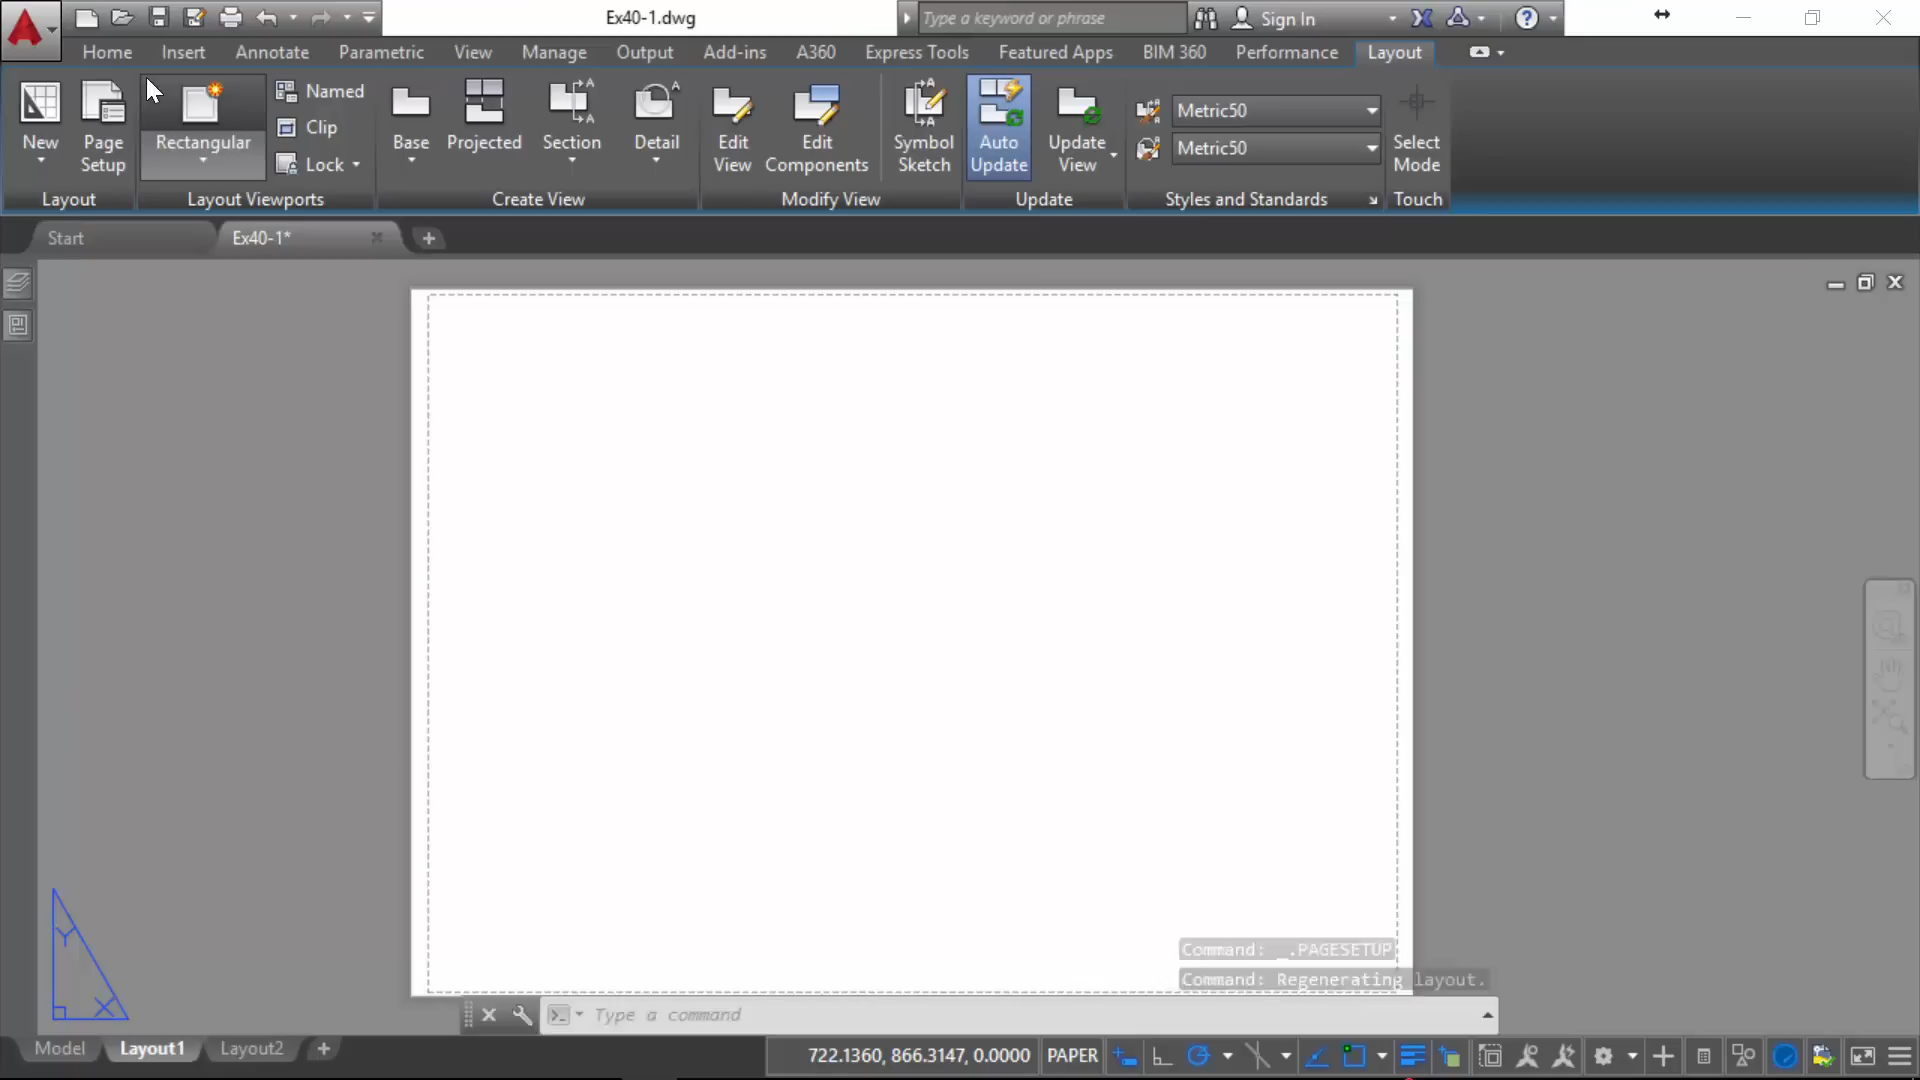 Ex40-1.dwg
Type a keyword or phrase
Sign In
Home
Insert
Annotate
Parametric
View
Manage
Output
Add-ins
A360
Express Tools
Featured Apps
BIM 360
Performance
Layout
New
Page
Setup
Rectangular
Named
Clip
Lock
Base
Projected
Section
Detail
Edit
View
Edit
Components
Symbol
Sketch
Auto
Update
Update
View
Metric50
Metric50
Select
Mode
Layout
Layout Viewports
Create View
Modify View
Update
Styles and Standards
Touch
Start
Ex40-1*
Y
X
Command: _.PAGESETUP
Command: Regenerating layout.
Type a command
Model
Layout1
Layout2
722.1360, 866.3147, 0.0000
PAPER